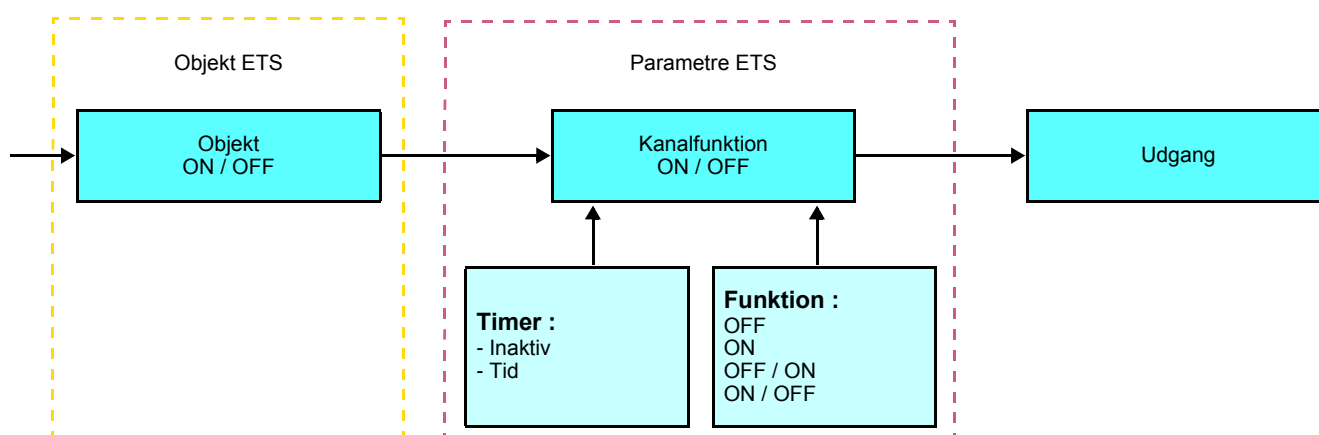 Objekt ETS
Parametre ETS
Objekt
ON / OFF
Kanalfunktion
ON / OFF
Udgang
Timer :
- Inaktiv
- Tid
Funktion :
OFF
ON
OFF / ON
ON / OFF